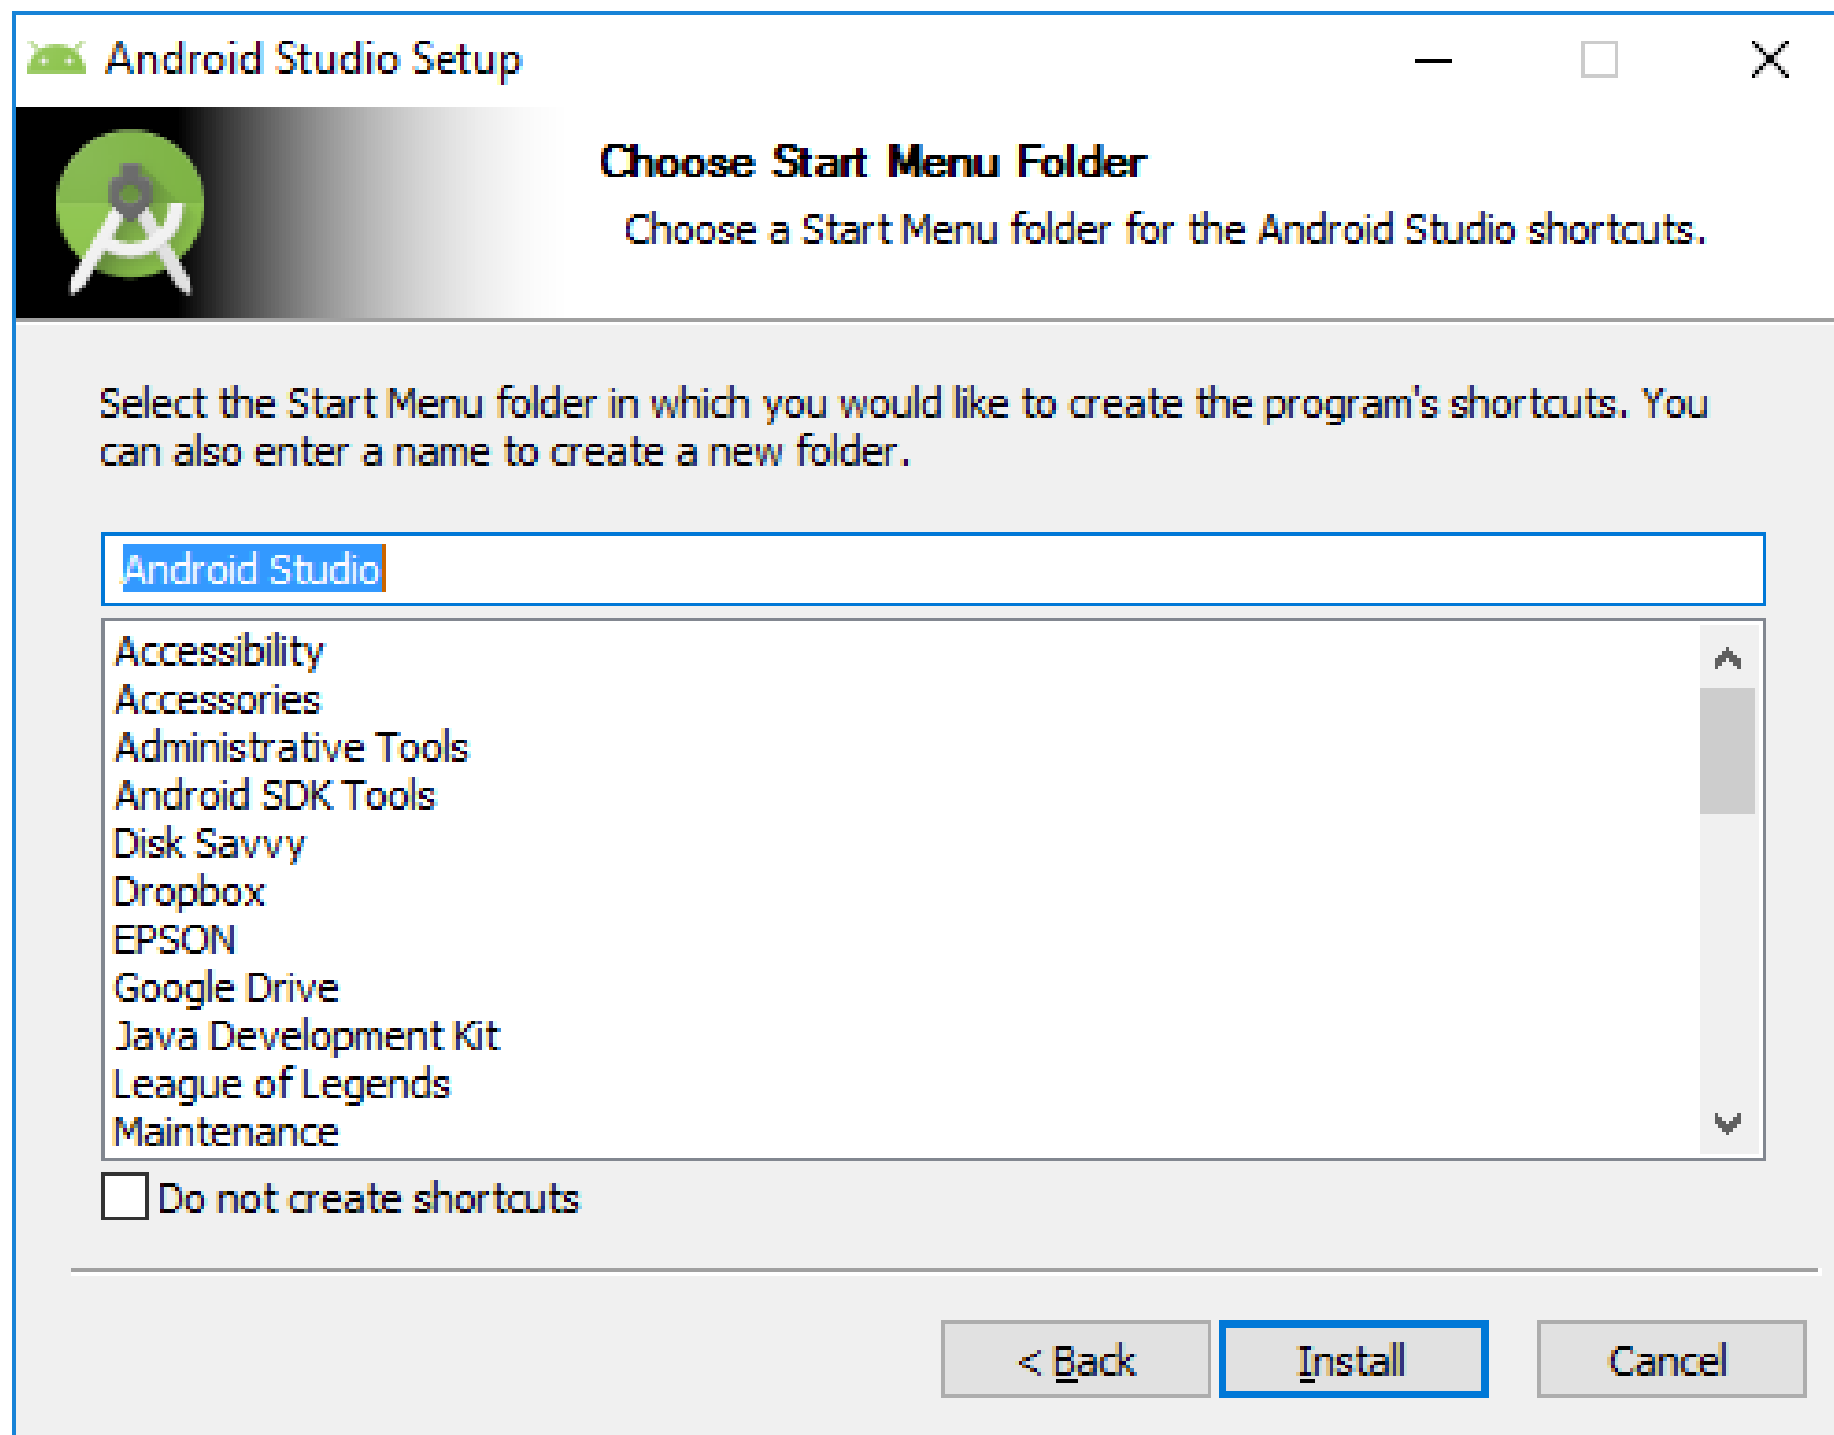 Android Studio Setup
Choose Start Menu Folder
Choose a Start Menu folder for the Android Studio shortcuts.
Select the Start Menu folder in which you would like to create the program's shortcuts. You
can also enter a name to create a new folder.
Android Studio
Accessibility
Accessories
Administrative Tools
Android SDK Tools
Disk Savvy
Dropbox
EPSON
Google Drive
Java Development Kit
League of Legends
Maintenance
Do not create shortcuts
< Back
Install
Cancel